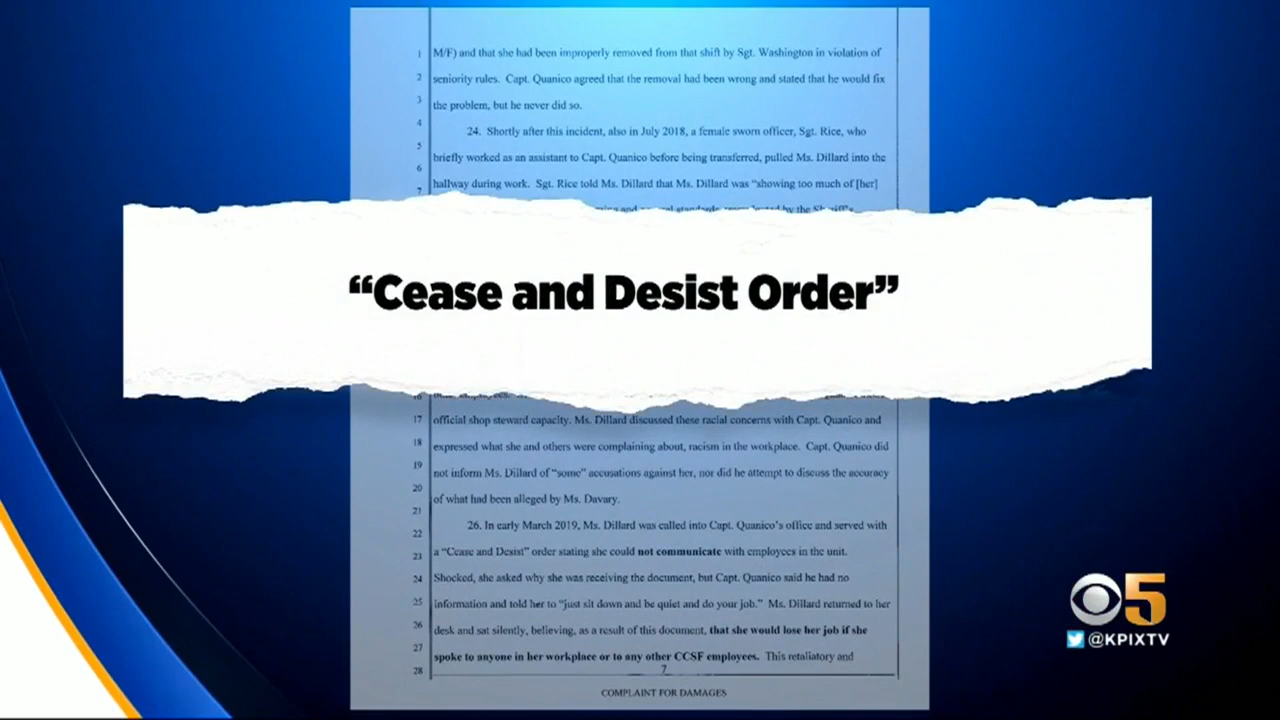 1 M/F) and that she had been improperly removed from that shift by Sgt. Washington in violation of
2 seniority rules. Capt. Quanico agreed that the removal had been wrong and stated that he would fix
3 the problem, but he never did so.
4
5 24. Shortly after this incident, also in July 2018, a female sworn officer, Sgt. Rice, who
6 briefly worked as an assistant to Capt. Quanico before being transferred, pulled Ms. Dillard into the
7 hallway during work. Sgt. Rice told Ms. Dillard that Ms. Dillard was “showing too much of [her]
by the Sheriff's
“Cease and Desist Order”
16
17 official shop steward capacity. Ms. Dillard discussed these racial concerns with Capt. Quanico and
18 expressed what she and others were complaining about, racism in the workplace. Capt. Quanico did
19 not inform Ms. Dillard of “some” accusations against her, nor did he attempt to discuss the accuracy
20 of what had been alleged by Ms. Davary.
21
22 26. In early March 2019, Ms. Dillard was called into Capt. Quanico's office and served with
23 a “Cease and Desist” order stating she could not communicate with employees in the unit.
24 Shocked, she asked why she was receiving the document, but Capt. Quanico said he had no
25 information and told her to “just sit down and be quiet and do your job.” Ms. Dillard returned to her
26 desk and sat silently, believing, as a result of this document, that she would lose her job if she
27 spoke to anyone in her workplace or to any other CCSF employees. This retaliatory and
28
7
COMPLAINT FOR DAMAGES
5
@KPIXTV